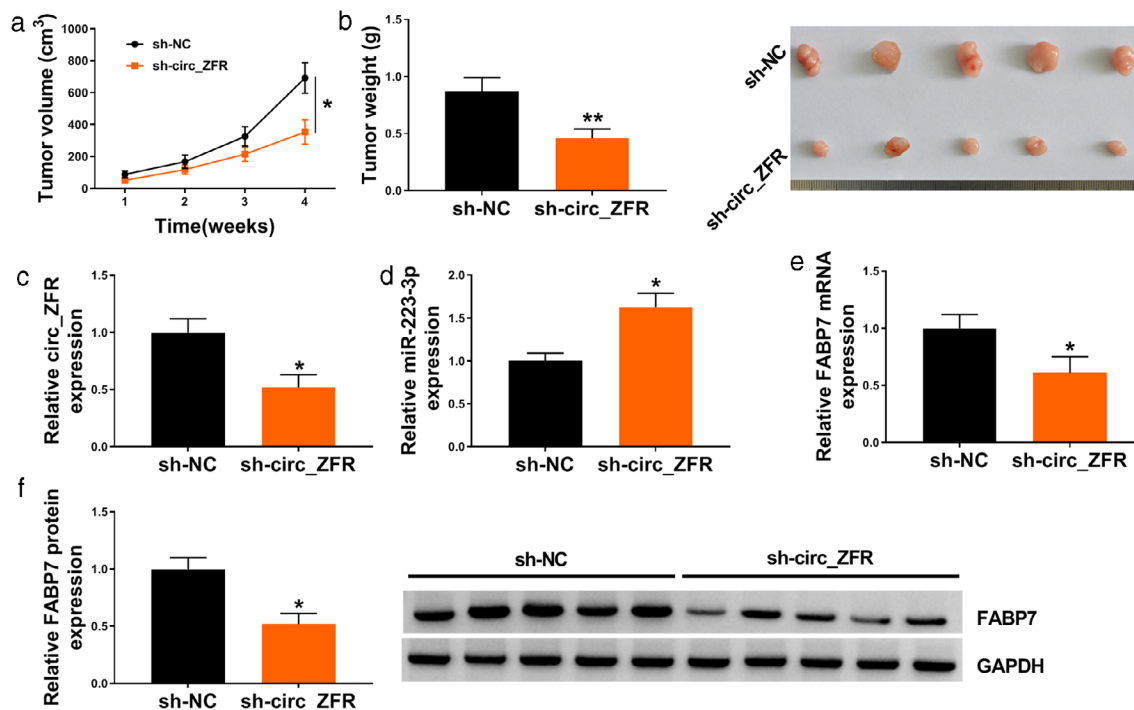 a
Tumor volume (cm³)
1000
800
600
400
200
0
sh-NC
sh-circ_ZFR
*
1 2 3 4
Time(weeks)
b
Tumor weight (g)
1.5
1.0
0.5
0.0
**
sh-NC sh-circ_ZFR
sh-NC
sh-circ_ZFR
c
Relative circ_ZFR
expression
1.5
1.0
0.5
0.0
*
sh-NC sh-circ_ZFR
d
Relative miR-223-3p
expression
2.0
1.5
1.0
0.5
0.0
*
sh-NC sh-circ_ZFR
e
Relative FABP7 mRNA
expression
1.5
1.0
0.5
0.0
*
sh-NC sh-circ_ZFR
f
Relative FABP7 protein
expression
1.5
1.0
0.5
0.0
*
sh-NC sh-circ_ZFR
sh-NC sh-circ_ZFR
FABP7
GAPDH